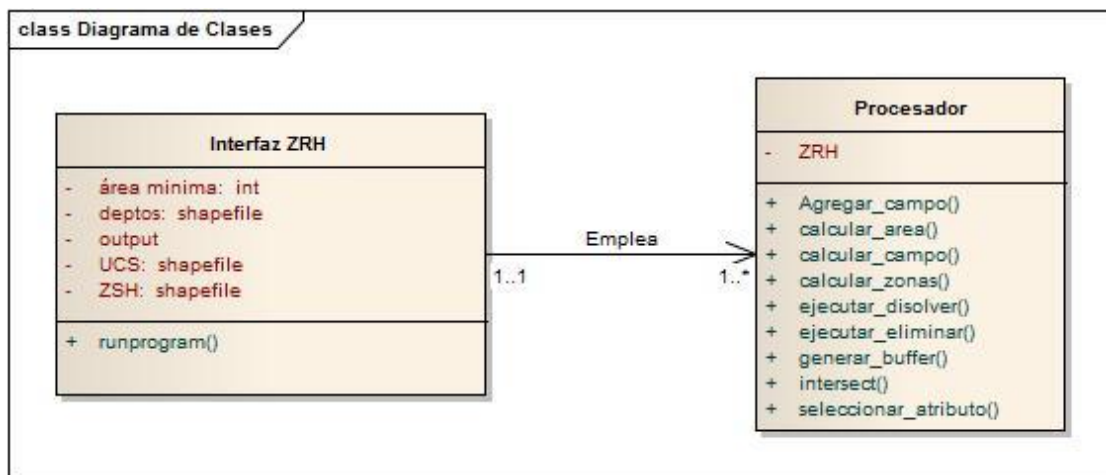 class Diagrama de Clases
Interfaz ZRH
- área minima: int
- deptos: shapefile
- output
- UCS: shapefile
- ZSH: shapefile
+ runprogram()
Emplea
1..1
1..*
Procesador
- ZRH
+ Agregar_campo()
+ calcular_area()
+ calcular_campo()
+ calcular_zonas()
+ ejecutar_disolver()
+ ejecutar_eliminar()
+ generar_buffer()
+ intersect()
+ seleccionar_atributo()